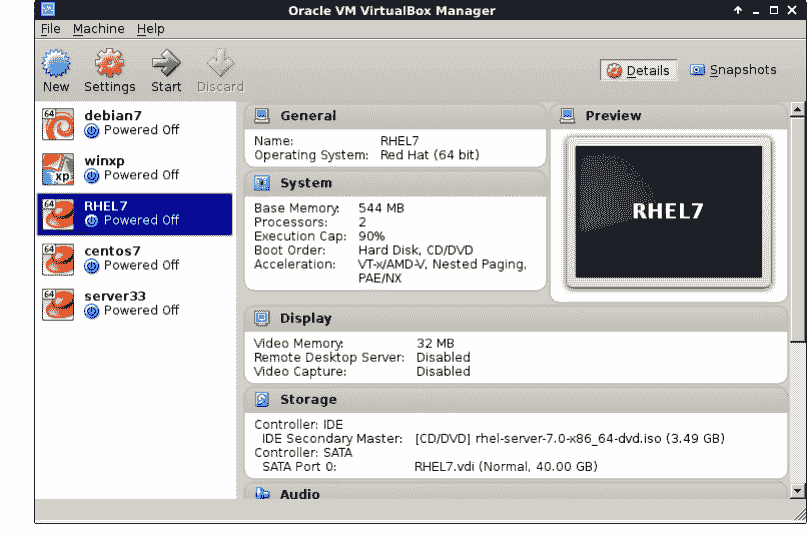 Oracle VM VirtualBox Manager
File Machine Help
New Settings Start Discard
Details Snapshots
64 debian7
Powered Off
winxp
xp Powered Off
64 RHEL7
Powered Off
64 centos7
Powered Off
64 server33
Powered Off
General
Name: RHEL7
Operating System: Red Hat (64 bit)
System
Base Memory: 544 MB
Processors: 2
Execution Cap: 90%
Boot Order: Hard Disk, CD/DVD
Acceleration: VT-x/AMD-V, Nested Paging,
PAE/NX
Preview
RHEL7
Display
Video Memory: 32 MB
Remote Desktop Server: Disabled
Video Capture: Disabled
Storage
Controller: IDE
IDE Secondary Master: [CD/DVD] rhel-server-7.0-x86_64-dvd.iso (3.49 GB)
Controller: SATA
SATA Port 0: RHEL7.vdi (Normal, 40.00 GB)
Audio